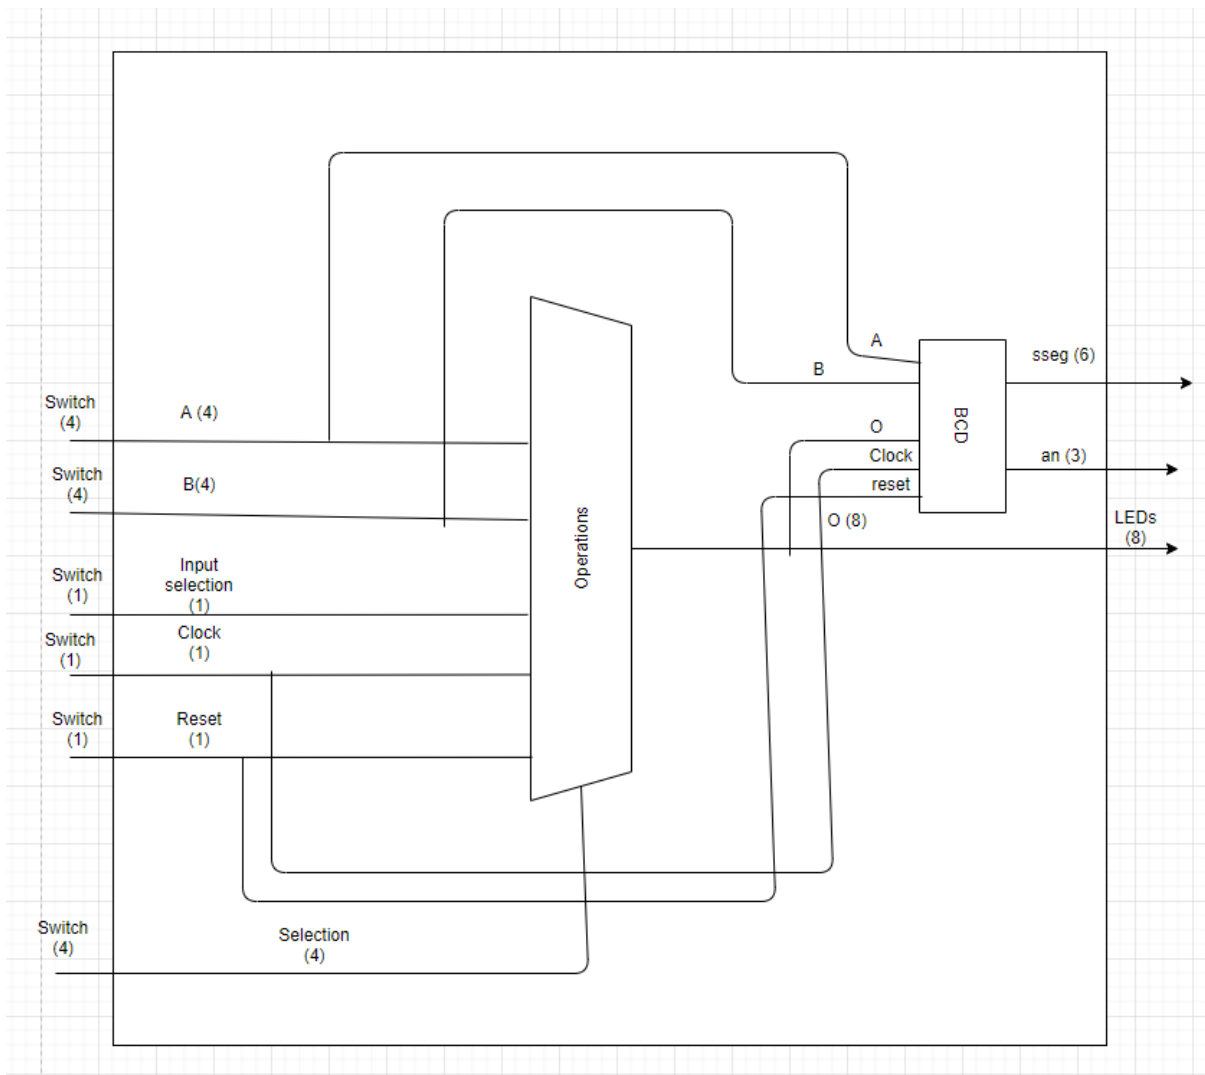 A
sseg (6)
B
Switch
(4)
A (4)
BCD
O
Clock
an (3)
Switch
(4)
B(4)
reset
O (8)
LEDs
(8)
Operations
Switch
(1)
Input
selection
(1)
Switch
(1)
Clock
(1)
Switch
(1)
Reset
(1)
Switch
(4)
Selection
(4)